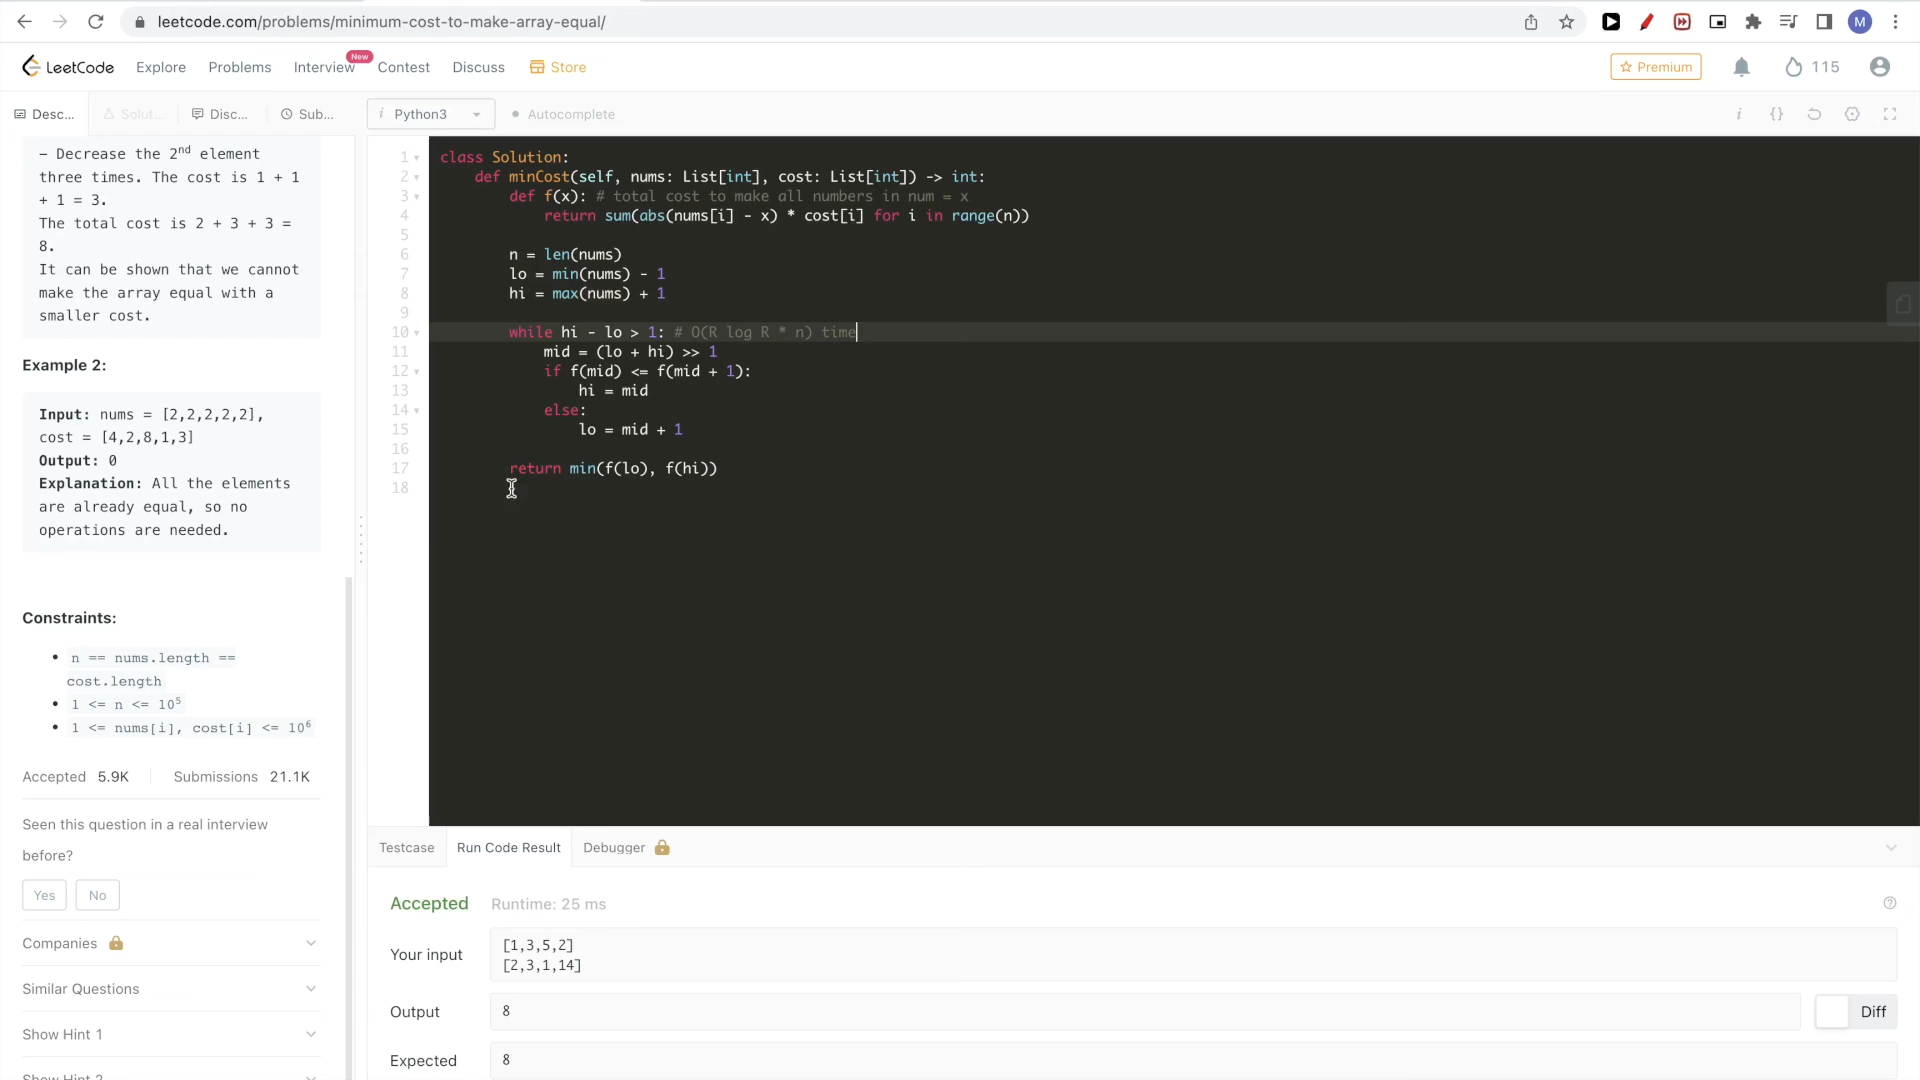 leetcode.com/problems/minimum-cost-to-make-array-equal/
M
LeetCode
Explore
Problems
Interview
New
Contest
Discuss
Store
Premium
115
Desc...
Solut...
Disc...
Sub...
i Python3
Autocomplete
– Decrease the 2nd element
three times. The cost is 1 + 1
+ 1 = 3.
The total cost is 2 + 3 + 3 =
8.
It can be shown that we cannot
make the array equal with a
smaller cost.
Example 2:
Input: nums = [2,2,2,2,2],
cost = [4,2,8,1,3]
Output: 0
Explanation: All the elements
are already equal, so no
operations are needed.
Constraints:
n == nums.length ==
cost.length
1 <= n <= 10^5
1 <= nums[i], cost[i] <= 10^6
Accepted 5.9K
Submissions 21.1K
Seen this question in a real interview
before?
Yes
No
Companies
Similar Questions
Show Hint 1
Show Hint 2
1 class Solution:
2     def minCost(self, nums: List[int], cost: List[int]) -> int:
3         def f(x): # total cost to make all numbers in num = x
4             return sum(abs(nums[i] - x) * cost[i] for i in range(n))
5
6         n = len(nums)
7         lo = min(nums) - 1
8         hi = max(nums) + 1
9
10         while hi - lo > 1: # O(R log R * n) time
11             mid = (lo + hi) >> 1
12             if f(mid) <= f(mid + 1):
13                 hi = mid
14             else:
15                 lo = mid + 1
16
17         return min(f(lo), f(hi))
18
Testcase
Run Code Result
Debugger
Accepted
Runtime: 25 ms
Your input
[1,3,5,2]
[2,3,1,14]
Output
8
Diff
Expected
8